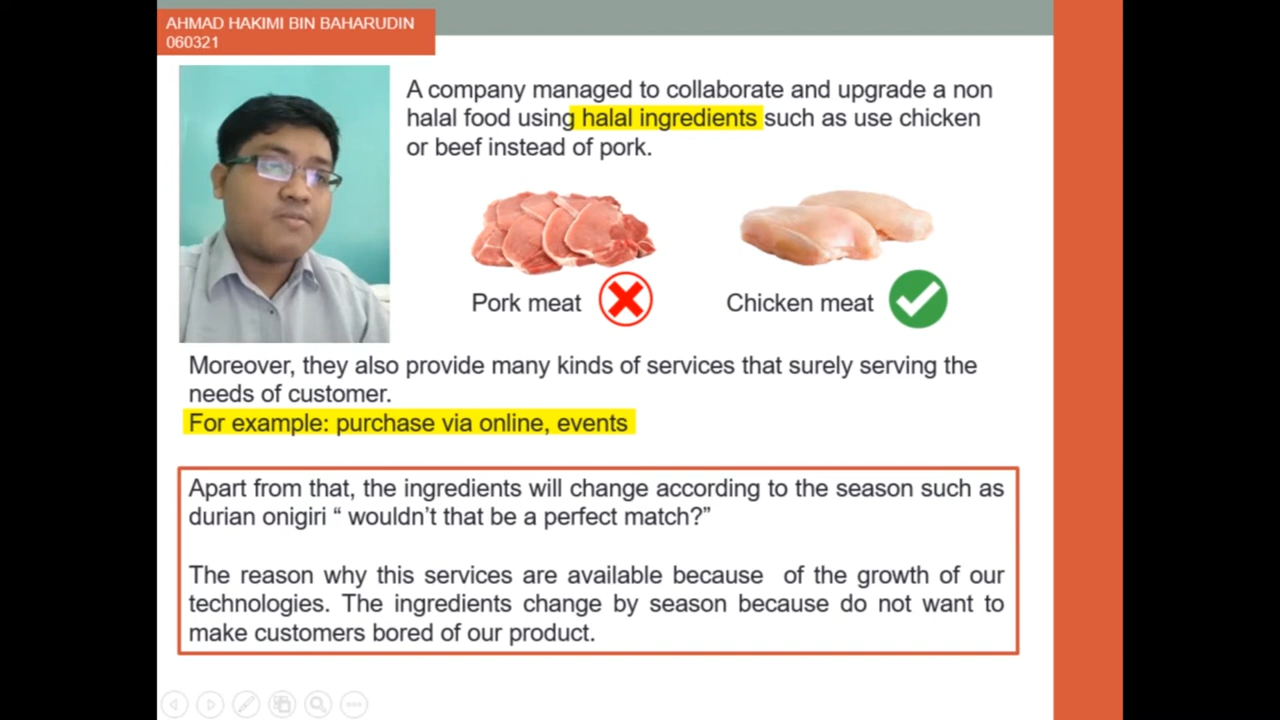 AHMAD HAKIMI BIN BAHARUDIN
060321
A company managed to collaborate and upgrade a non
halal food using halal ingredients such as use chicken
or beef instead of pork.
Pork meat
Chicken meat
Moreover, they also provide many kinds of services that surely serving the
needs of customer.
For example: purchase via online, events
Apart from that, the ingredients will change according to the season such as
durian onigiri “ wouldn’t that be a perfect match?”
The reason why this services are available because  of the growth of our
technologies. The ingredients change by season because do not want to
make customers bored of our product.